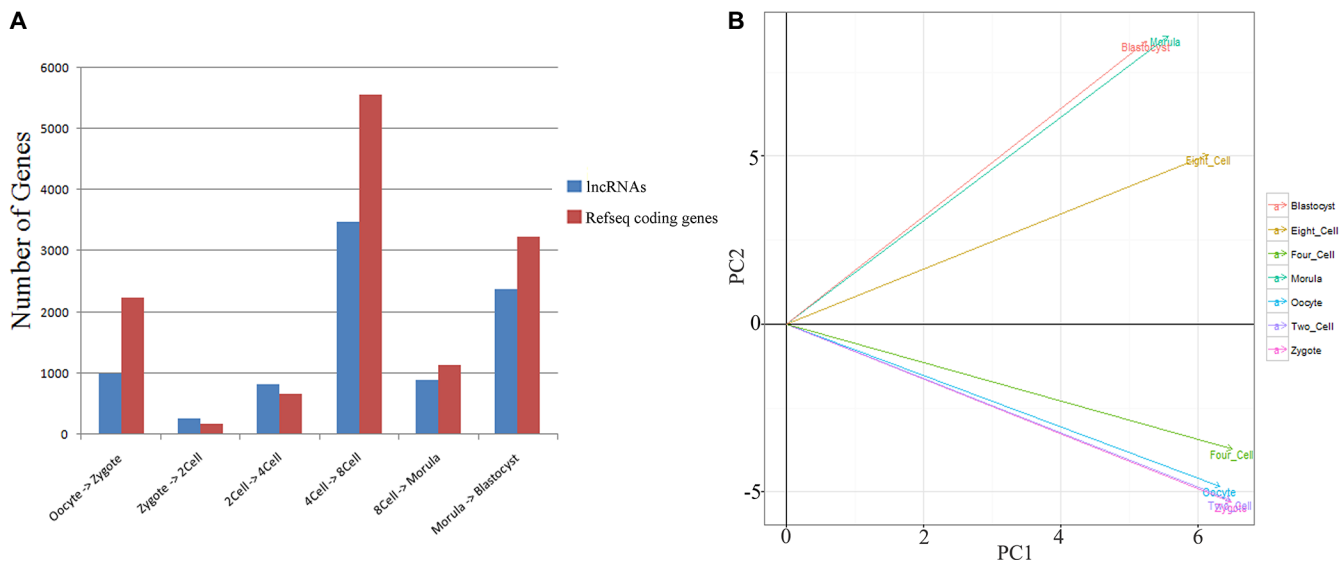 A
Number of Genes
6000
5000
4000
3000
2000
1000
0
Oocyte -> Zygote
Zygote -> 2Cell
2Cell -> 4Cell
4Cell -> 8Cell
8Cell -> Morula
Morula -> Blastocyst
lncRNAs
Refseq coding genes
B
PC2
5
0
-5
0
2
4
6
PC1
Blastocyst
Morula
Eight_Cell
Four_Cell
Oocyte
Two_Cell
Zygote
a Blastocyst
a Eight_Cell
a Four_Cell
a Morula
a Oocyte
a Two_Cell
a Zygote